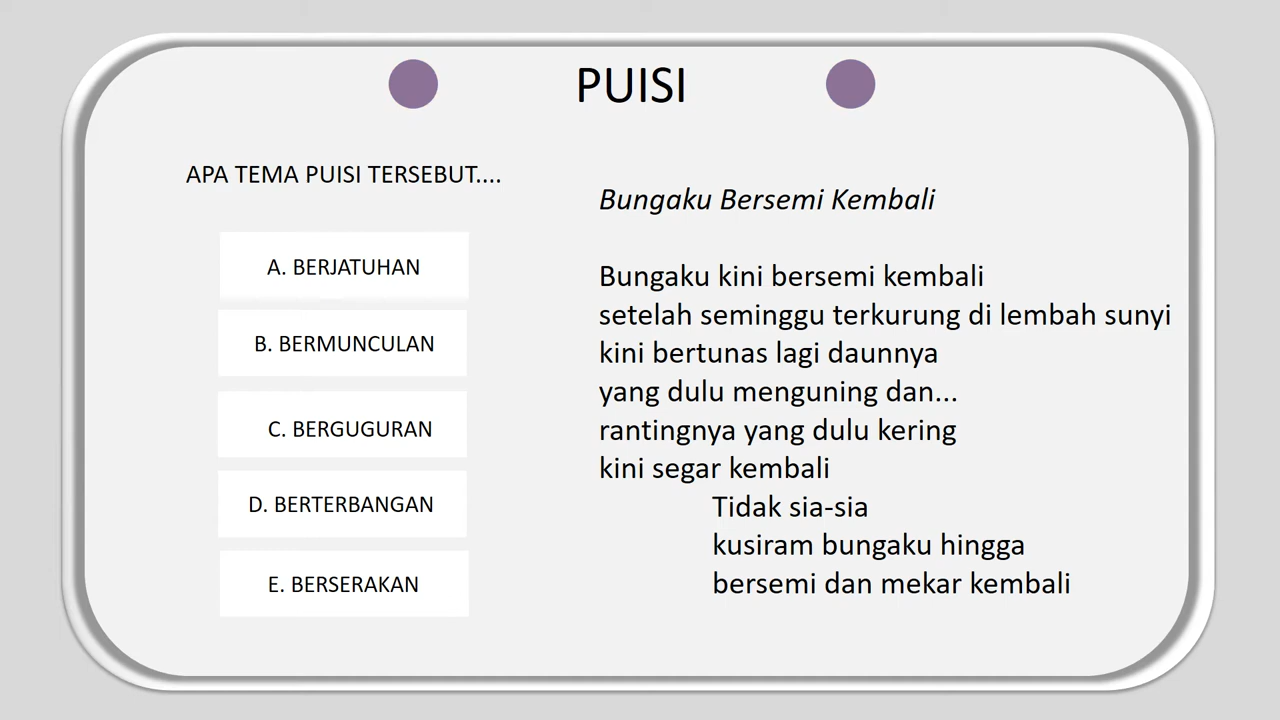 PUISI
APA TEMA PUISI TERSEBUT....
A. BERJATUHAN
B. BERMUNCULAN
C. BERGUGURAN
D. BERTERBANGAN
E. BERSERAKAN
Bungaku Bersemi Kembali
Bungaku kini bersemi kembali
setelah seminggu terkurung di lembah sunyi
kini bertunas lagi daunnya
yang dulu menguning dan...
rantingnya yang dulu kering
kini segar kembali
Tidak sia-sia
kusiram bungaku hingga
bersemi dan mekar kembali